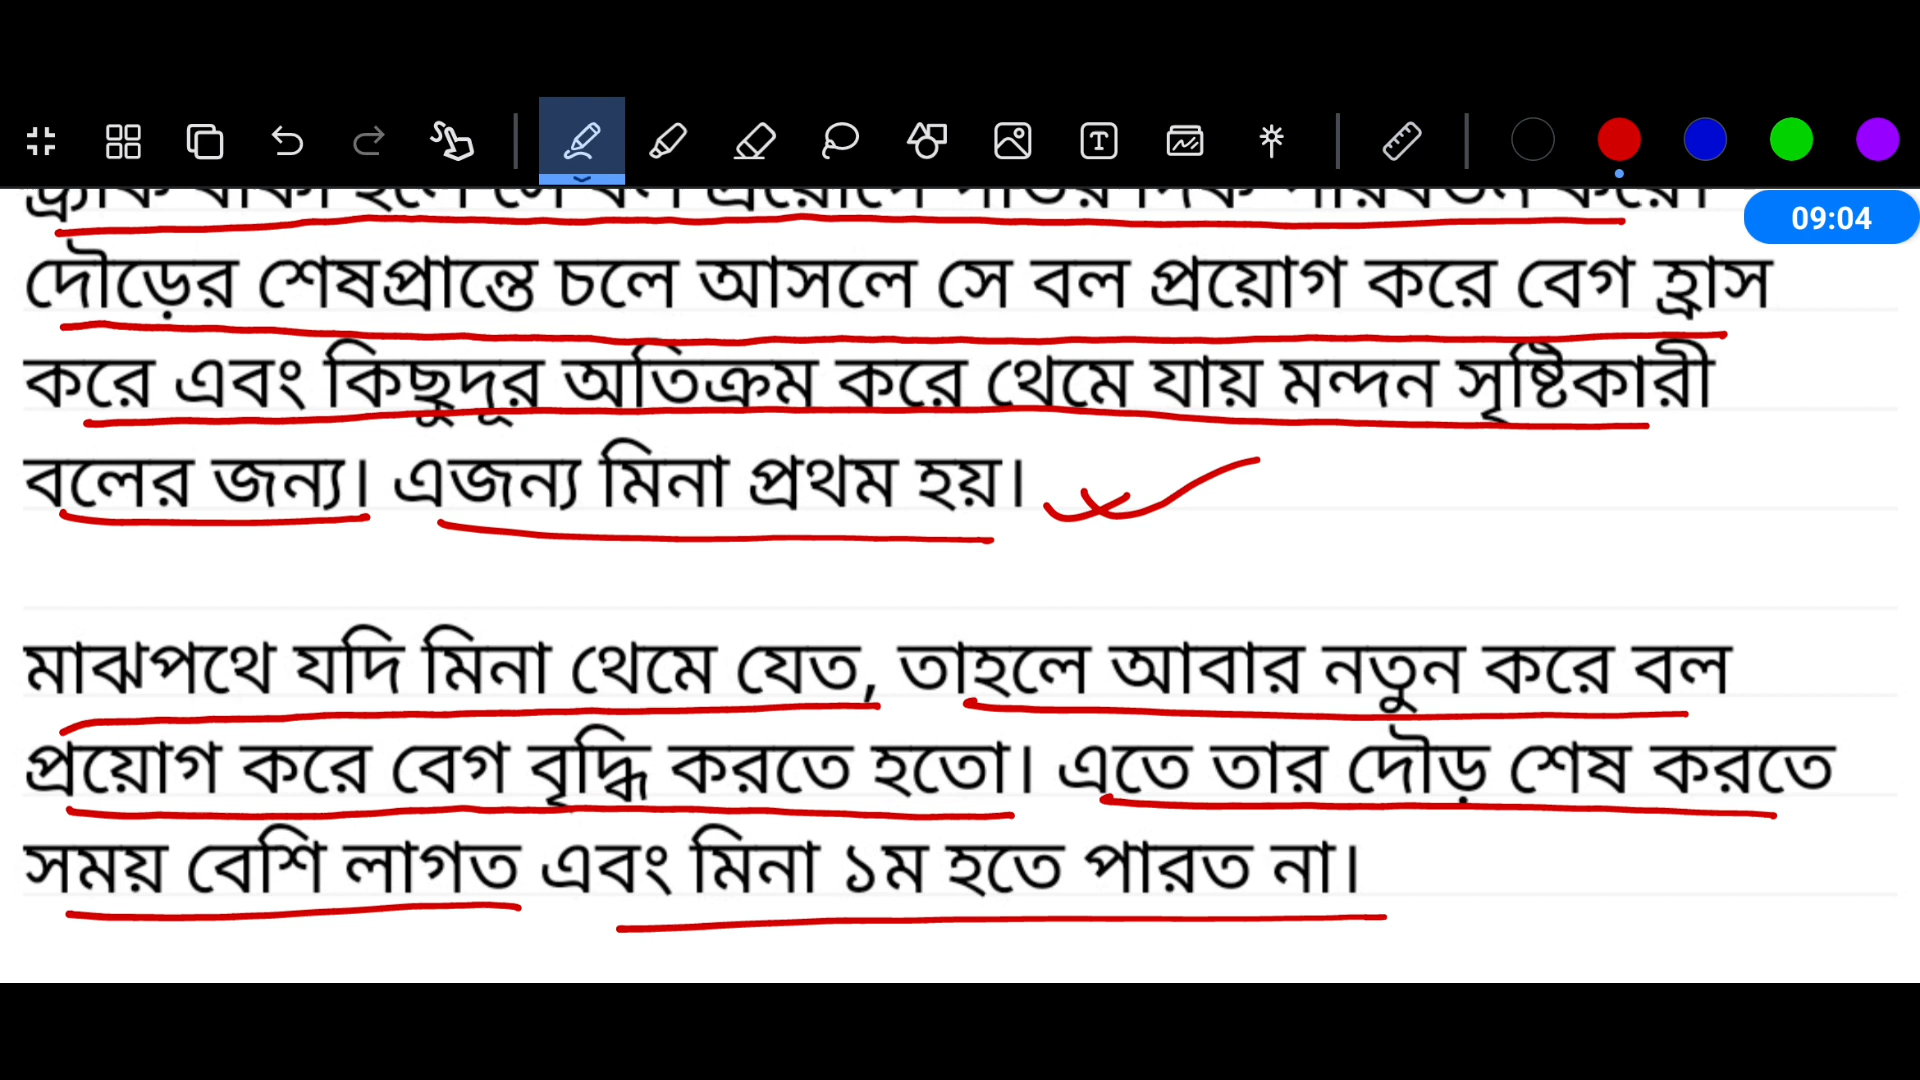 09:04
দৌড়ের শেষপ্রান্তে চলে আসলে সে বল প্রয়োগ করে বেগ হ্রাস
করে এবং কিছুদূর অতিক্রম করে থেমে যায় মন্দন সৃষ্টিকারী
বলের জন্য। এজন্য মিনা প্রথম হয়।
মাঝপথে যদি মিনা থেমে যেত, তাহলে আবার নতুন করে বল
প্রয়োগ করে বেগ বৃদ্ধি করতে হতো। এতে তার দৌড় শেষ করতে
সময় বেশি লাগত এবং মিনা ১ম হতে পারত না।